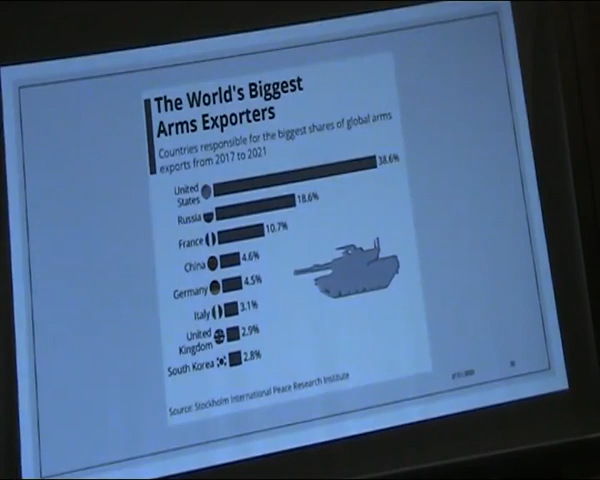 The World's Biggest
Arms Exporters
Countries responsible for the biggest shares of global arms
exports from 2017 to 2021
United
States
38.6%
Russia
18.6%
France
10.7%
China
4.6%
Germany
4.5%
Italy
3.1%
United
Kingdom
2.9%
South Korea
2.8%
Source: Stockholm International Peace Research Institute